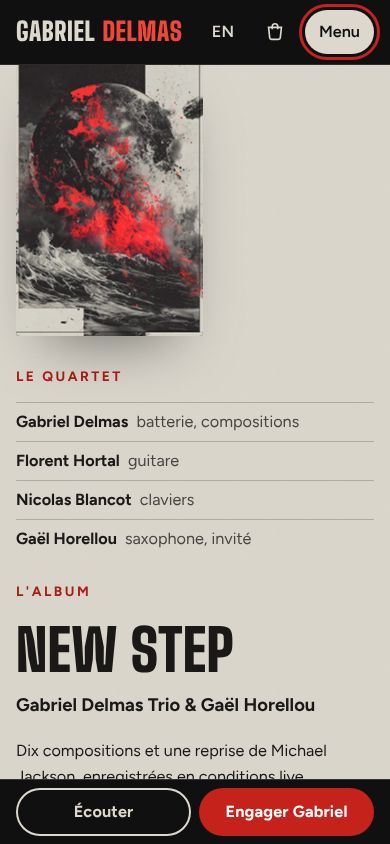 GABRIEL DELMAS EN Menu
LE QUARTET
Gabriel Delmas batterie, compositions
Florent Hortal guitare
Nicolas Blancot claviers
Gaël Horellou saxophone, invité
L'ALBUM
NEW STEP
Gabriel Delmas Trio & Gaël Horellou
Dix compositions et une reprise de Michael
Jackson, enregistrées en conditions live
Écouter Engager Gabriel